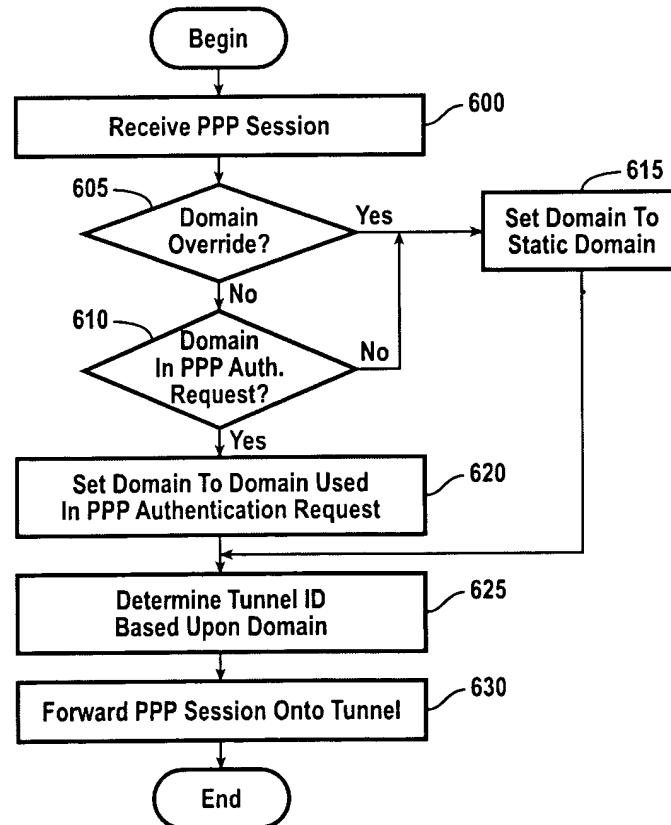 Begin
600
Receive PPP Session
605
Domain
Override?
Yes
615
Set Domain To
Static Domain
No
610
Domain
In PPP Auth.
Request?
No
Yes
620
Set Domain To Domain Used
In PPP Authentication Request
625
Determine Tunnel ID
Based Upon Domain
630
Forward PPP Session Onto Tunnel
End